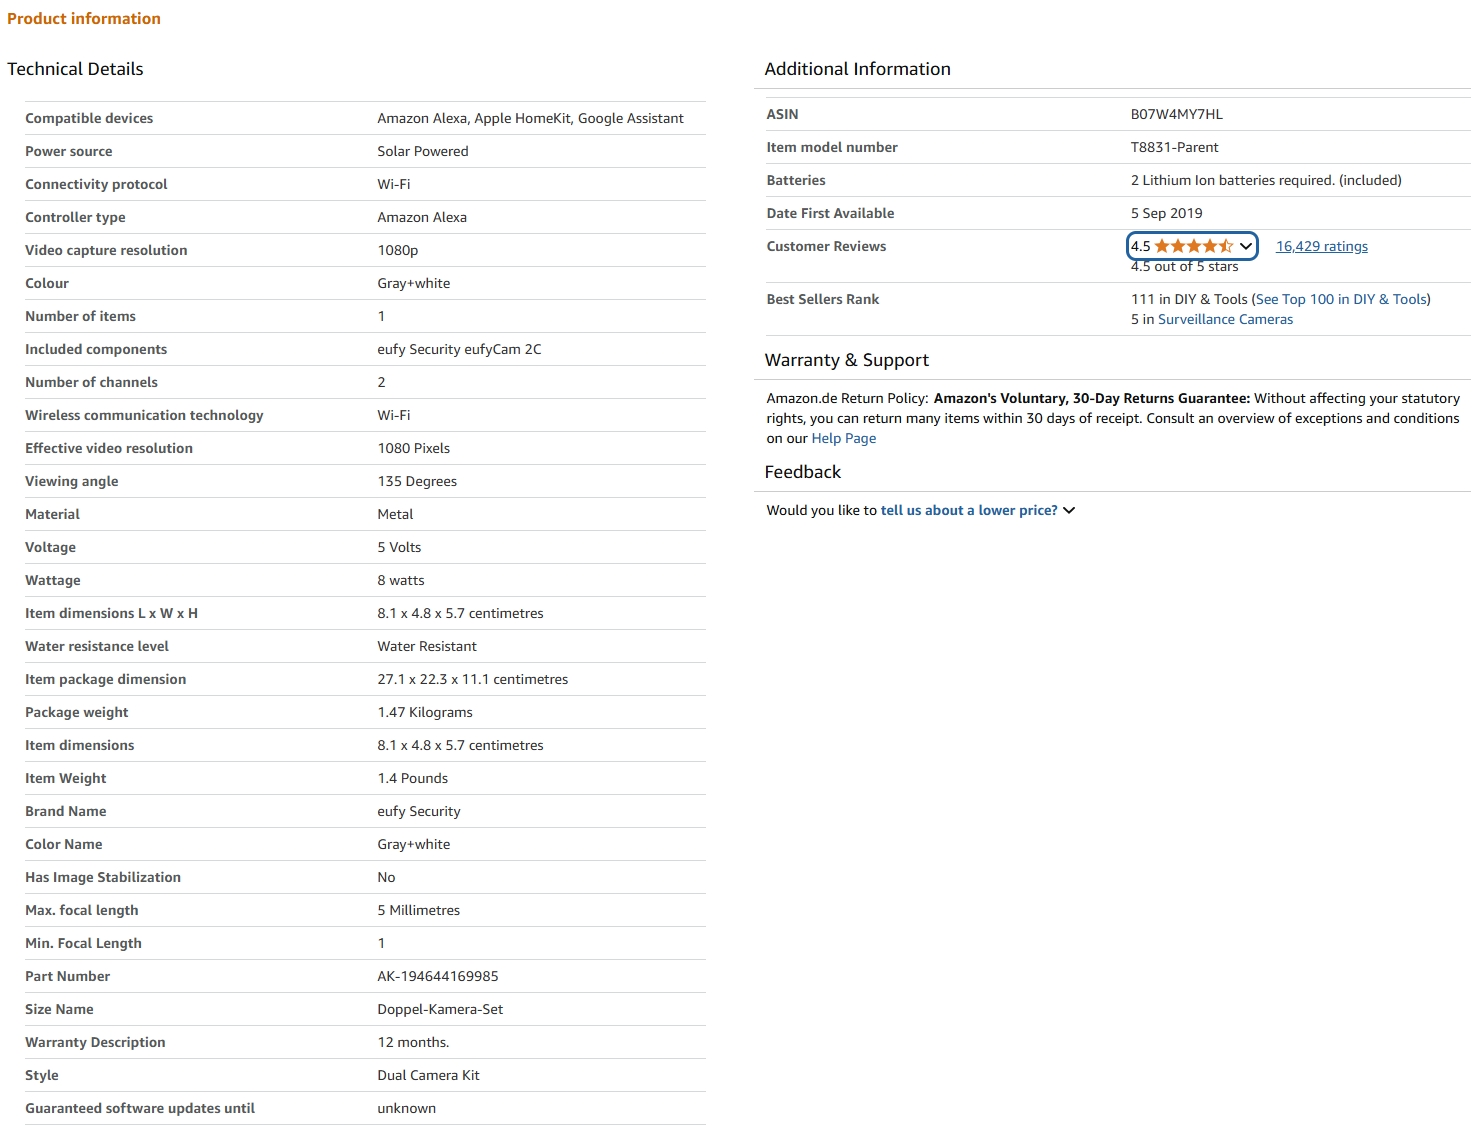 Product information
Technical Details
Compatible devices Amazon Alexa, Apple HomeKit, Google Assistant
Power source Solar Powered
Connectivity protocol Wi-Fi
Controller type Amazon Alexa
Video capture resolution 1080p
Colour Gray+white
Number of items 1
Included components eufy Security eufyCam 2C
Number of channels 2
Wireless communication technology Wi-Fi
Effective video resolution 1080 Pixels
Viewing angle 135 Degrees
Material Metal
Voltage 5 Volts
Wattage 8 watts
Item dimensions L x W x H 8.1 x 4.8 x 5.7 centimetres
Water resistance level Water Resistant
Item package dimension 27.1 x 22.3 x 11.1 centimetres
Package weight 1.47 Kilograms
Item dimensions 8.1 x 4.8 x 5.7 centimetres
Item Weight 1.4 Pounds
Brand Name eufy Security
Color Name Gray+white
Has Image Stabilization No
Max. focal length 5 Millimetres
Min. Focal Length 1
Part Number AK-194644169985
Size Name Doppel-Kamera-Set
Warranty Description 12 months.
Style Dual Camera Kit
Guaranteed software updates until unknown
Additional Information
ASIN B07W4MY7HL
Item model number T8831-Parent
Batteries 2 Lithium Ion batteries required. (included)
Date First Available 5 Sep 2019
Customer Reviews 4.5 16,429 ratings
4.5 out of 5 stars
Best Sellers Rank 111 in DIY & Tools (See Top 100 in DIY & Tools)
5 in Surveillance Cameras
Warranty & Support
Amazon.de Return Policy: Amazon's Voluntary, 30-Day Returns Guarantee: Without affecting your statutory
rights, you can return many items within 30 days of receipt. Consult an overview of exceptions and conditions
on our Help Page
Feedback
Would you like to tell us about a lower price?